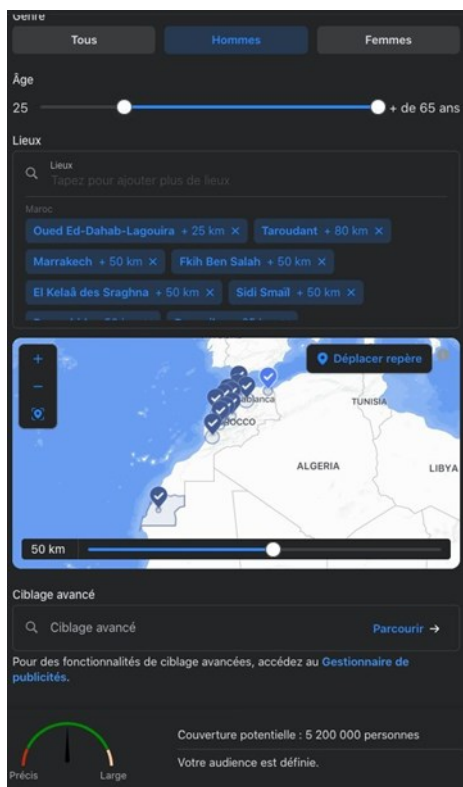 Genre
Tous Hommes Femmes
Âge
25 + de 65 ans
Lieux
Lieux
Tapez pour ajouter plus de lieux.
Maroc
Oued Ed-Dahab-Lagouira + 25 km × Taroudant + 80 km ×
Marrakech + 50 km × Fkih Ben Salah + 50 km ×
El Kelaâ des Sraghna + 50 km × Sidi Smaïl + 50 km ×
+
Déplacer repère
−
TUNISIA
ROCCO
ALGERIA
LIBYA
50 km
Ciblage avancé
Ciblage avancé Parcourir →
Pour des fonctionnalités de ciblage avancées, accédez au Gestionnaire de
publicités.
Couverture potentielle : 5 200 000 personnes
Votre audience est définie.
Précis Large